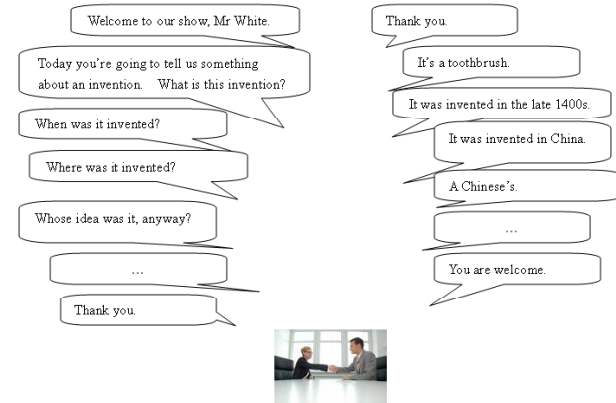 Welcome to our show, Mr White.
Thank you.
Today you're going to tell us something
about an invention. What is this invention?
It's a toothbrush.
When was it invented?
It was invented in the late 1400s.
Where was it invented?
It was invented in China.
Whose idea was it, anyway?
A Chinese's.
...
...
Thank you.
You are welcome.